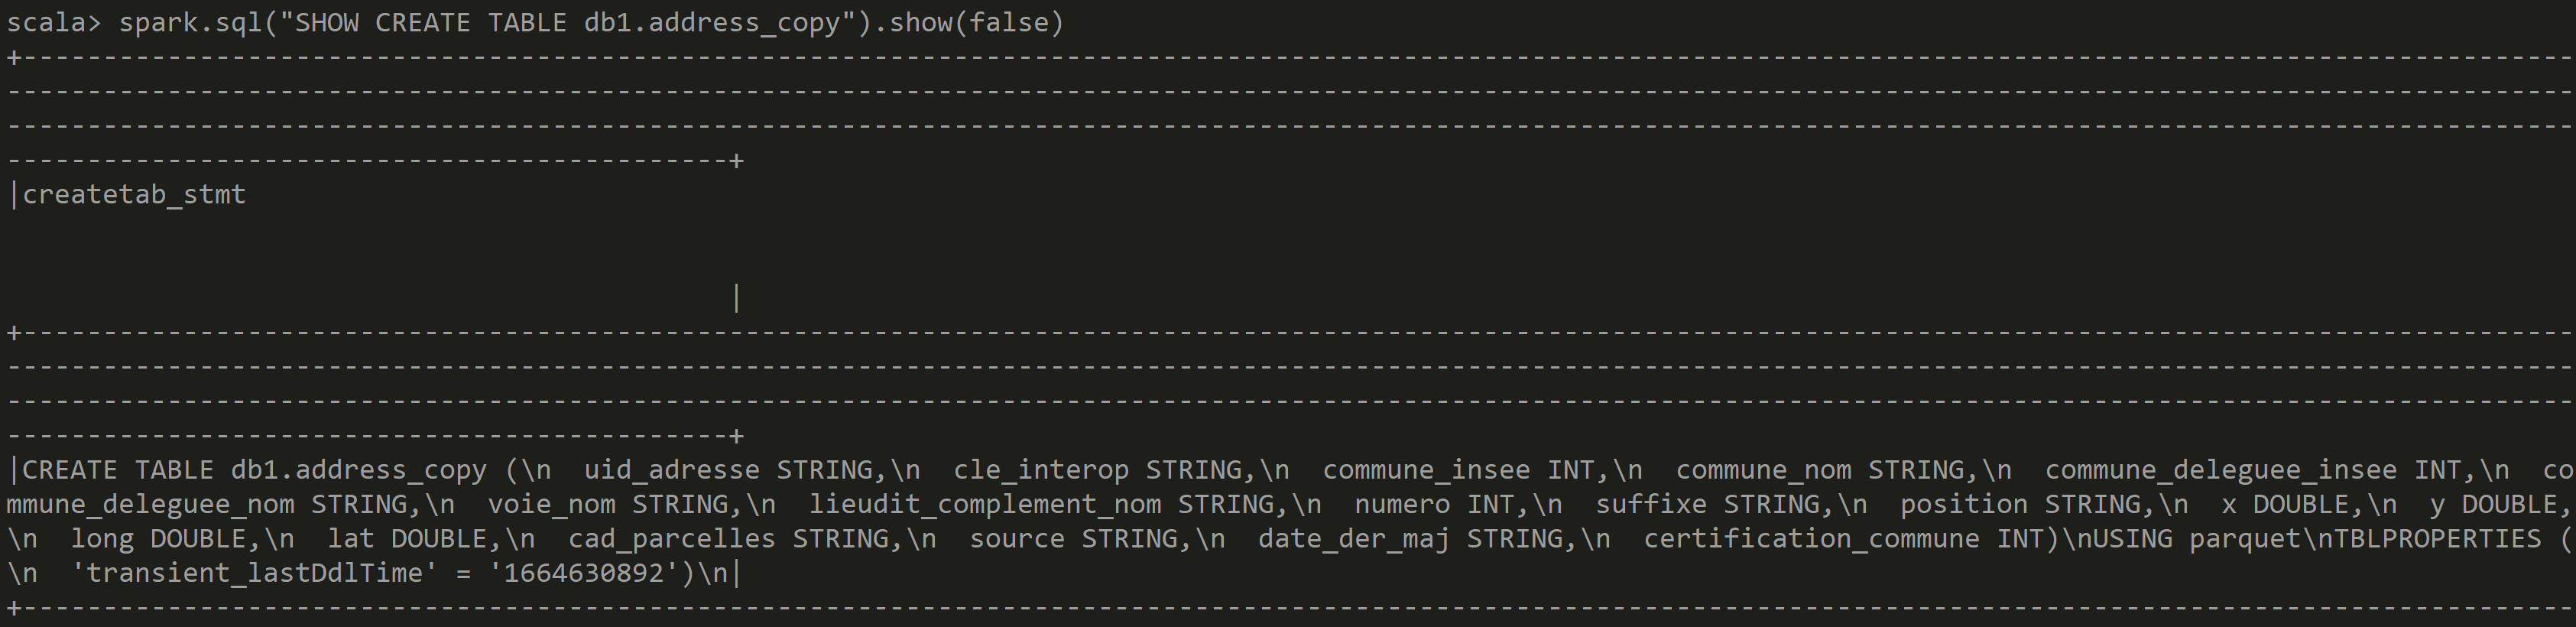 scala> spark.sql("SHOW CREATE TABLE db1.address_copy").show(false)
+------------------------------------------------------------------------------------------------------------------------------------------------------------------------
------------------------------------------------------------------------------------------------------------------------------------------------------------------------
------------------------------------------------------------------------------------------------------------------------------------------------------------------------
---------------------------------------------+
|createtab_stmt
|
+------------------------------------------------------------------------------------------------------------------------------------------------------------------------
------------------------------------------------------------------------------------------------------------------------------------------------------------------------
------------------------------------------------------------------------------------------------------------------------------------------------------------------------
---------------------------------------------+
|CREATE TABLE db1.address_copy (\n  uid_adresse STRING,\n  cle_interop STRING,\n  commune_insee INT,\n  commune_nom STRING,\n  commune_deleguee_insee INT,\n  co
mmune_deleguee_nom STRING,\n  voie_nom STRING,\n  lieudit_complement_nom STRING,\n  numero INT,\n  suffixe STRING,\n  position STRING,\n  x DOUBLE,\n  y DOUBLE,
\n  long DOUBLE,\n  lat DOUBLE,\n  cad_parcelles STRING,\n  source STRING,\n  date_der_maj STRING,\n  certification_commune INT)\nUSING parquet\nTBLPROPERTIES (
\n  'transient_lastDdlTime' = '1664630892')\n|
+------------------------------------------------------------------------------------------------------------------------------------------------------------------------